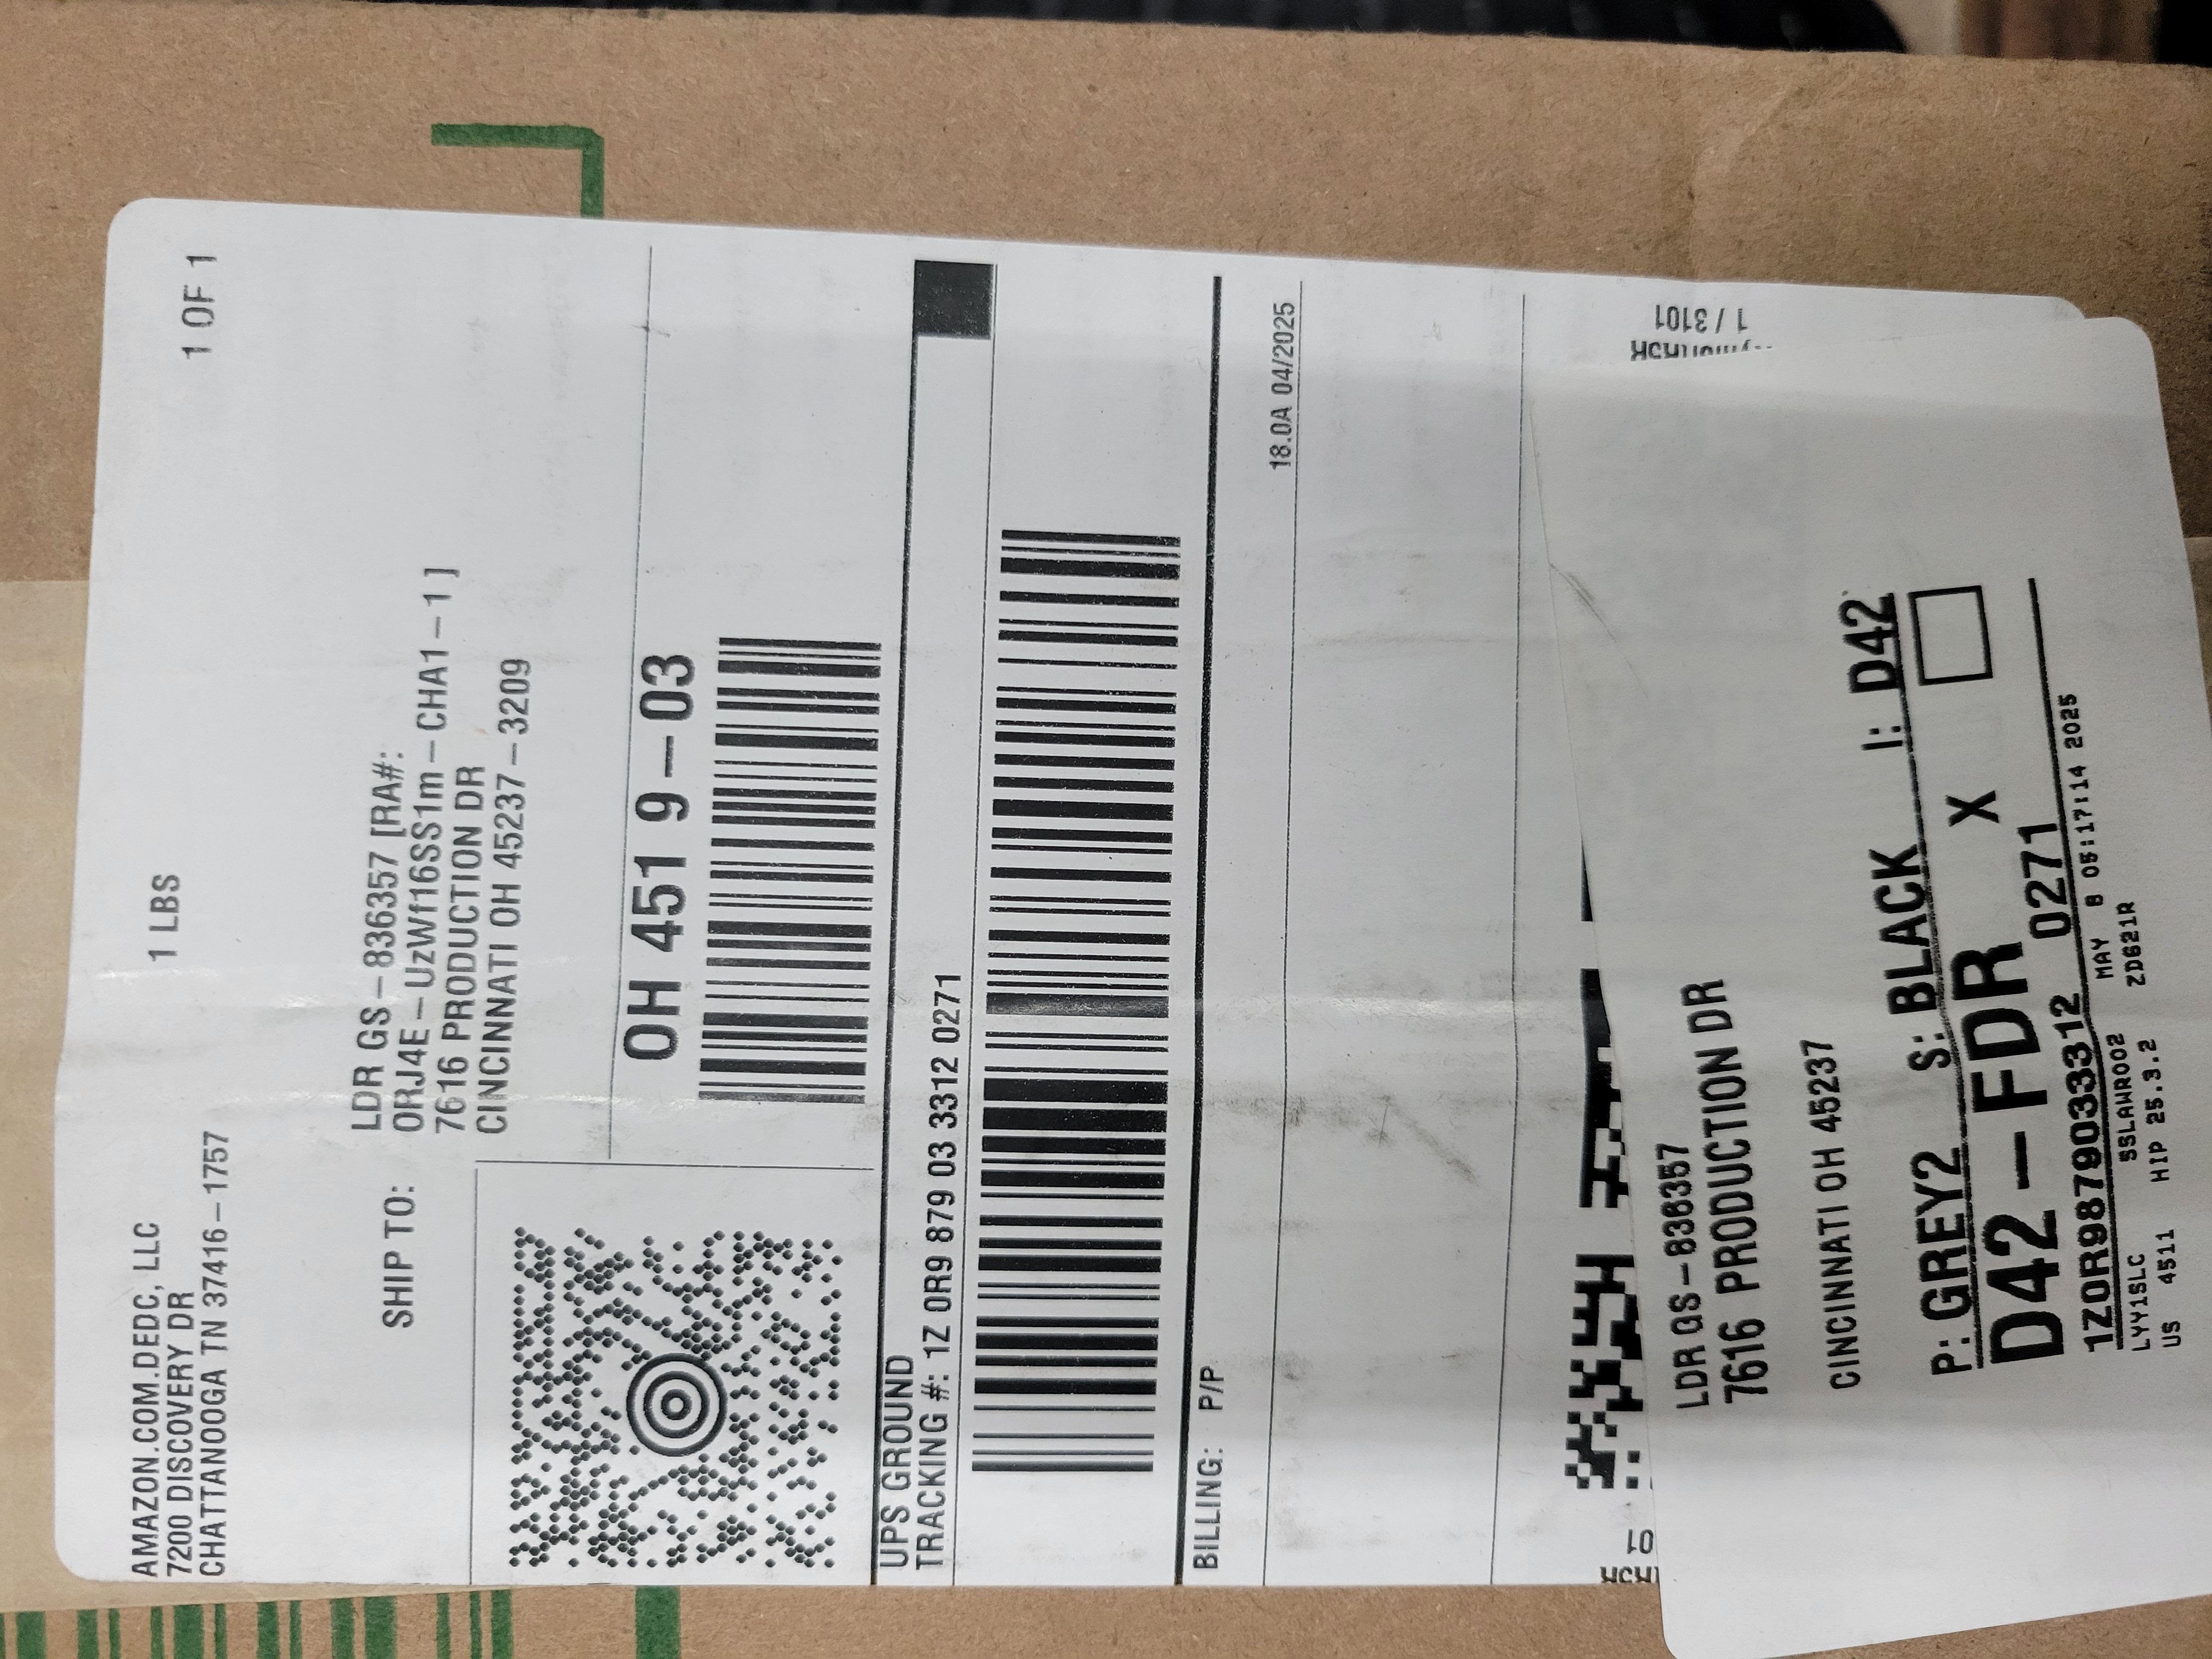 AMAZON.COM.DEDC, LLC
7200 DISCOVERY DR
CHATTANOOGA TN 37416-1757
1 LBS
1 OF 1
SHIP TO:
LDR GS-836357 [RA#:
ORJ4E-UzWf16SS1m-CHA1-1]
7616 PRODUCTION DR
CINCINNATI OH 45237-3209
OH 451 9-03
UPS GROUND
TRACKING #: 1Z 0R9 879 03 3312 0271
BILLING: P/P
18.0A 04/2025
1 / 3101
LDR GS-836357
7616 PRODUCTION DR
CINCINNATI OH 45237
P: GREY2 S: BLACK I: D42
D42-FDR X
1Z0R9879033312 0271
LYY1SLC SSLAWR002 MAY 8 05:17:14 2025
US 4511 HIP 25.3.2 ZD621R